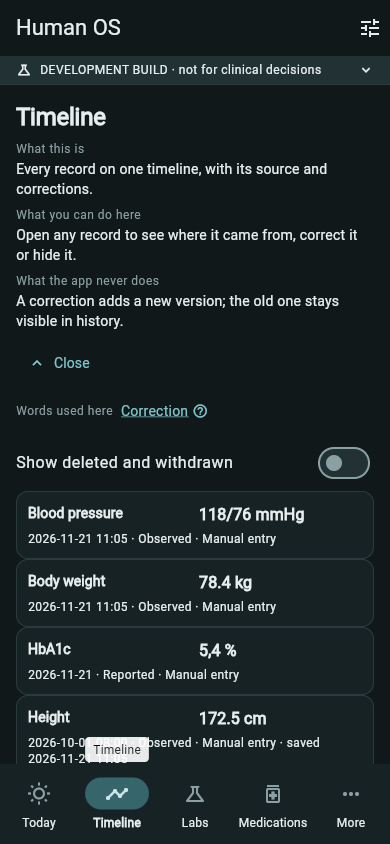 Human OS
DEVELOPMENT BUILD · not for clinical decisions
Timeline
What this is
Every record on one timeline, with its source and
corrections.
What you can do here
Open any record to see where it came from, correct it
or hide it.
What the app never does
A correction adds a new version; the old one stays
visible in history.
Close
Words used here Correction
Show deleted and withdrawn
Blood pressure 118/76 mmHg
2026-11-21 11:05 · Observed · Manual entry
Body weight 78.4 kg
2026-11-21 11:05 · Observed · Manual entry
HbA1c 5,4 %
2026-11-21 · Reported · Manual entry
Height 172.5 cm
Observed · Manual entry · saved
2026-11-21 11:05
Timeline
Today Timeline Labs Medications More